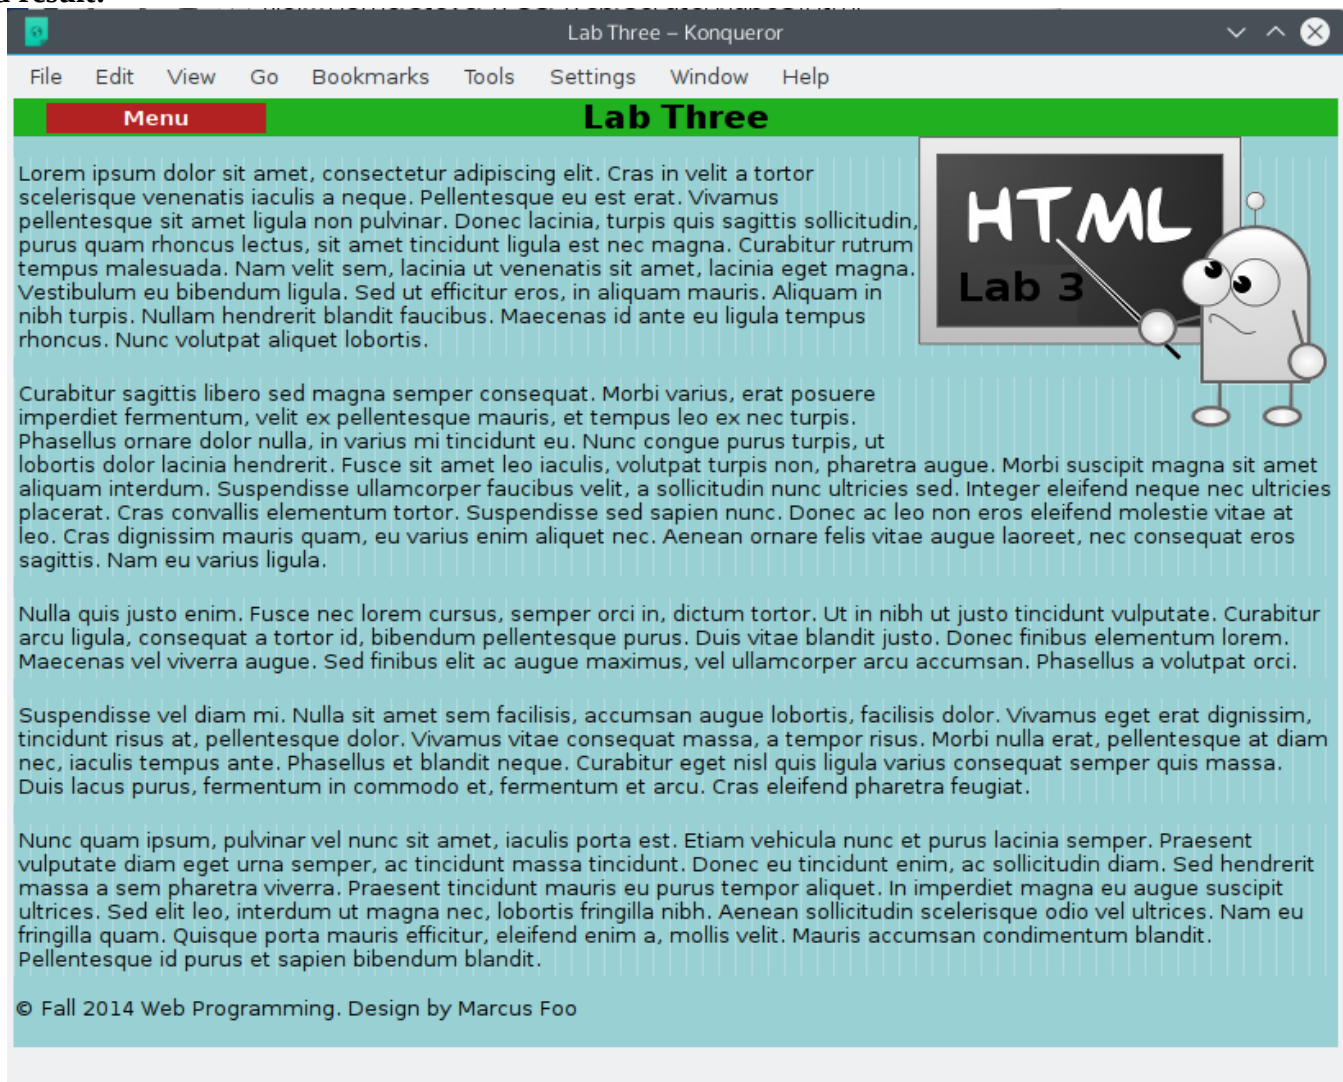 n result:
Lab Three – Konqueror
File Edit View Go Bookmarks Tools Settings Window Help
Menu
Lab Three
HTML
Lab 3
Lorem ipsum dolor sit amet, consectetur adipiscing elit. Cras in velit a tortor
scelerisque venenatis iaculis a neque. Pellentesque eu est erat. Vivamus
pellentesque sit amet ligula non pulvinar. Donec lacinia, turpis quis sagittis sollicitudin,
purus quam rhoncus lectus, sit amet tincidunt ligula est nec magna. Curabitur rutrum
tempus malesuada. Nam velit sem, lacinia ut venenatis sit amet, lacinia eget magna.
Vestibulum eu bibendum ligula. Sed ut efficitur eros, in aliquam mauris. Aliquam in
nibh turpis. Nullam hendrerit blandit faucibus. Maecenas id ante eu ligula tempus
rhoncus. Nunc volutpat aliquet lobortis.
Curabitur sagittis libero sed magna semper consequat. Morbi varius, erat posuere
imperdiet fermentum, velit ex pellentesque mauris, et tempus leo ex nec turpis.
Phasellus ornare dolor nulla, in varius mi tincidunt eu. Nunc congue purus turpis, ut
lobortis dolor lacinia hendrerit. Fusce sit amet leo iaculis, volutpat turpis non, pharetra augue. Morbi suscipit magna sit amet
aliquam interdum. Suspendisse ullamcorper faucibus velit, a sollicitudin nunc ultricies sed. Integer eleifend neque nec ultricies
placerat. Cras convallis elementum tortor. Suspendisse sed sapien nunc. Donec ac leo non eros eleifend molestie vitae at
leo. Cras dignissim mauris quam, eu varius enim aliquet nec. Aenean ornare felis vitae augue laoreet, nec consequat eros
sagittis. Nam eu varius ligula.
Nulla quis justo enim. Fusce nec lorem cursus, semper orci in, dictum tortor. Ut in nibh ut justo tincidunt vulputate. Curabitur
arcu ligula, consequat a tortor id, bibendum pellentesque purus. Duis vitae blandit justo. Donec finibus elementum lorem.
Maecenas vel viverra augue. Sed finibus elit ac augue maximus, vel ullamcorper arcu accumsan. Phasellus a volutpat orci.
Suspendisse vel diam mi. Nulla sit amet sem facilisis, accumsan augue lobortis, facilisis dolor. Vivamus eget erat dignissim,
tincidunt risus at, pellentesque dolor. Vivamus vitae consequat massa, a tempor risus. Morbi nulla erat, pellentesque at diam
nec, iaculis tempus ante. Phasellus et blandit neque. Curabitur eget nisl quis ligula varius consequat semper quis massa.
Duis lacus purus, fermentum in commodo et, fermentum et arcu. Cras eleifend pharetra feugiat.
Nunc quam ipsum, pulvinar vel nunc sit amet, iaculis porta est. Etiam vehicula nunc et purus lacinia semper. Praesent
vulputate diam eget urna semper, ac tincidunt massa tincidunt. Donec eu tincidunt enim, ac sollicitudin diam. Sed hendrerit
massa a sem pharetra viverra. Praesent tincidunt mauris eu purus tempor aliquet. In imperdiet magna eu augue suscipit
ultrices. Sed elit leo, interdum ut magna nec, lobortis fringilla nibh. Aenean sollicitudin scelerisque odio vel ultrices. Nam eu
fringilla quam. Quisque porta mauris efficitur, eleifend enim a, mollis velit. Mauris accumsan condimentum blandit.
Pellentesque id purus et sapien bibendum blandit.
© Fall 2014 Web Programming. Design by Marcus Foo